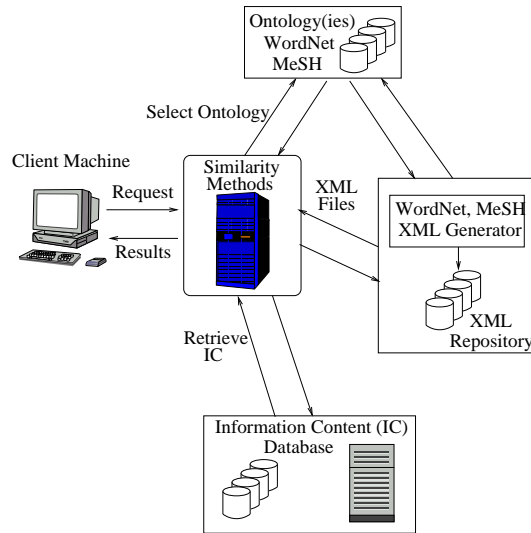 Ontology(ies)
WordNet
MeSH
Select Ontology
Client Machine
Request
Results
Similarity
Methods
XML
Files
WordNet, MeSH
XML Generator
XML
Repository
Retrieve
IC
Information Content (IC)
Database